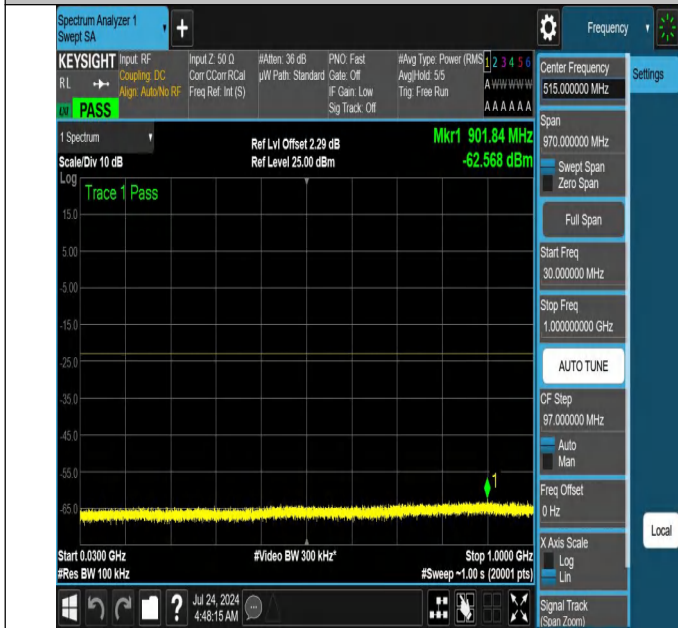 Spectrum Analyzer 1
Swept SA
+
Frequency
KEYSIGHT
RL
LXI
PASS
Input: RF
Coupling: DC
Align: Auto/No RF
Input Z: 50 Ω
Corr CCorr RCal
Freq Ref: Int (S)
#Atten: 36 dB
µW Path: Standard
PNO: Fast
Gate: Off
IF Gain: Low
Sig Track: Off
#Avg Type: Power (RMS
Avg|Hold: 5/5
Trig: Free Run
1 2 3 4 5 6
A W W W W W
A A A A A A
1 Spectrum
Scale/Div 10 dB
Log
Ref Lvl Offset 2.29 dB
Ref Level 25.00 dBm
Mkr1 901.84 MHz
-62.568 dBm
Trace 1 Pass
15.0
5.00
-5.00
-15.0
-25.0
-35.0
-45.0
-55.0
-65.0
1
Start 0.0300 GHz
#Res BW 100 kHz
#Video BW 300 kHz*
Stop 1.0000 GHz
#Sweep ~1.00 s (20001 pts)
Center Frequency
515.000000 MHz
Settings
Span
970.000000 MHz
Swept Span
Zero Span
Full Span
Start Freq
30.000000 MHz
Stop Freq
1.000000000 GHz
AUTO TUNE
CF Step
97.000000 MHz
Auto
Man
Freq Offset
0 Hz
X Axis Scale
Log
Lin
Local
Signal Track
(Span Zoom)
?
Jul 24, 2024
4:48:15 AM